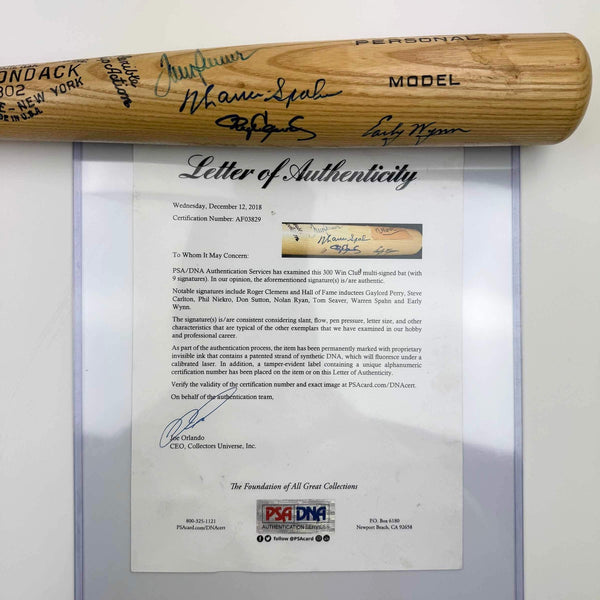 PERSONAL
MODEL
ONDACK
302
E-NEW YORK
DE IN U.S.A.
Tom Seaver
Warren Spahn
Early Wynn
Letter of Authenticity
Wednesday, December 12, 2018
Certification Number: AF03829
To Whom It May Concern:
PSA/DNA Authentication Services has examined this 300 Win Club multi-signed bat (with
9 signatures). In our opinion, the aforementioned signature(s) is/are authentic.
Notable signatures include Roger Clemens and Hall of Fame inductees Gaylord Perry, Steve
Carlton, Phil Niekro, Don Sutton, Nolan Ryan, Tom Seaver, Warren Spahn and Early
Wynn.
The signature(s) is/are consistent considering slant, flow, pen pressure, letter size, and other
characteristics that are typical of the other exemplars that we have examined in our hobby
and professional career.
As part of the authentication process, the item has been permanently marked with proprietary
invisible ink that contains a patented strand of synthetic DNA, which will fluoresce under a
calibrated laser. In addition, a tamper-evident label containing a unique alphanumeric
certification number has been placed on the item or on this Letter of Authenticity.
Verify the validity of the certification number and exact image at PSAcard.com/DNAcert.
On behalf of the authentication team,
Joe Orlando
CEO, Collectors Universe, Inc.
The Foundation of All Great Collections
800-325-1121
PSAcard.com/DNAcert
PSA DNA
AUTHENTICATION SERVICES
follow @PSAcard
P.O. Box 6180
Newport Beach, CA 92658